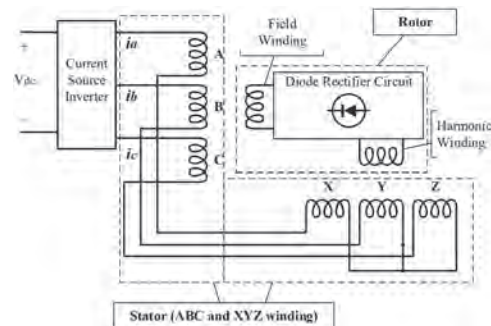 +
Vdc
−
Current
Source
Inverter
ia
ib
ic
A
B
C
Field
Winding
Rotor
Diode Rectifier Circuit
Harmonic
Winding
X Y Z
Stator (ABC and XYZ winding)